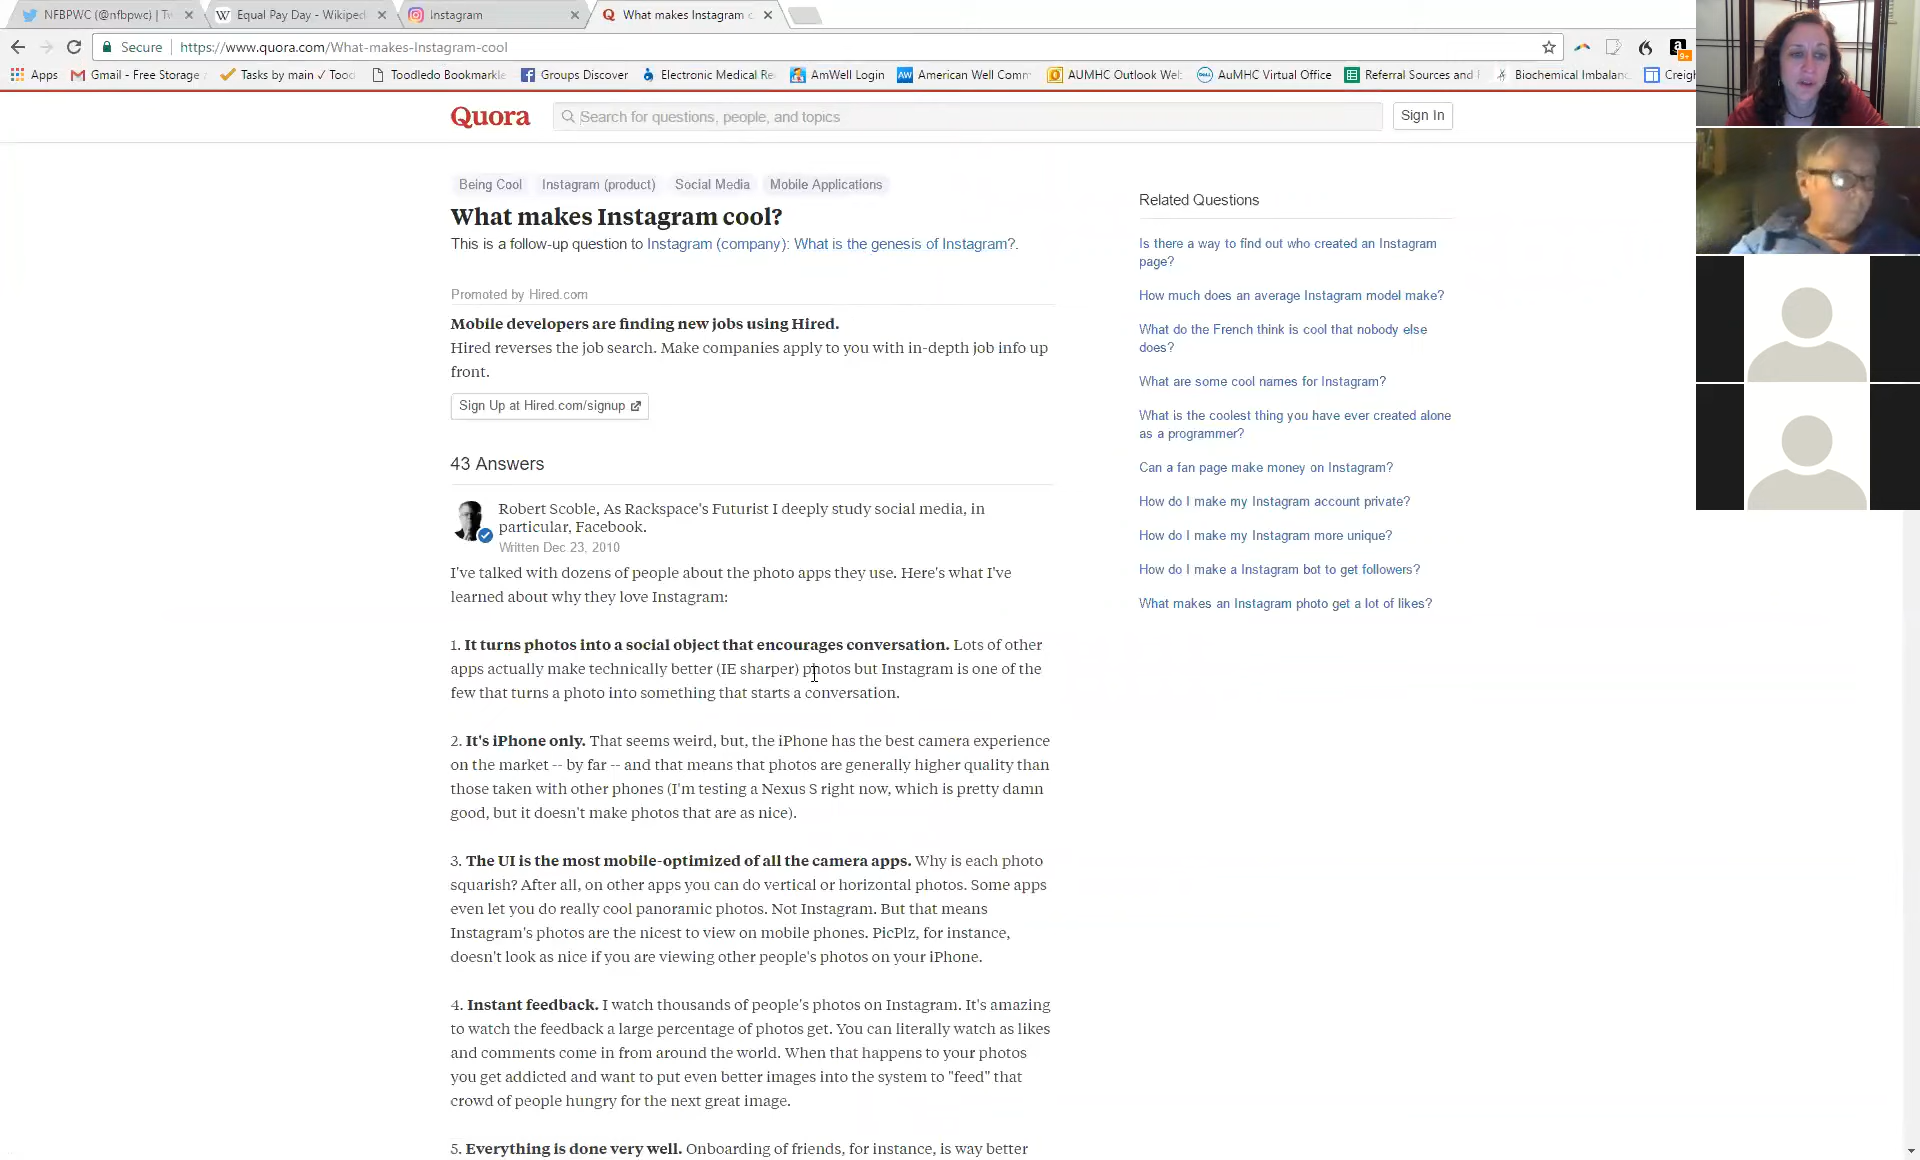 NFBPWC (@nfbpwc) | Tw
Equal Pay Day - Wikiped
Instagram
What makes Instagram c
Secure
https://www.quora.com/What-makes-Instagram-cool
Apps
Gmail - Free Storage
Tasks by main ✓ Tood
Toodledo Bookmarkle
Groups Discover
Electronic Medical Re
AmWell Login
American Well Comm
AUMHC Outlook Web
AuMHC Virtual Office
Referral Sources and
Biochemical Imbalanc
Creigh
Quora
Search for questions, people, and topics
Sign In
Being Cool
Instagram (product)
Social Media
Mobile Applications
What makes Instagram cool?
This is a follow-up question to Instagram (company): What is the genesis of Instagram?.
Promoted by Hired.com
Mobile developers are finding new jobs using Hired.
Hired reverses the job search. Make companies apply to you with in-depth job info up
front.
Sign Up at Hired.com/signup
43 Answers
Robert Scoble, As Rackspace's Futurist I deeply study social media, in
particular, Facebook.
Written Dec 23, 2010
I've talked with dozens of people about the photo apps they use. Here's what I've
learned about why they love Instagram:
1. It turns photos into a social object that encourages conversation. Lots of other
apps actually make technically better (IE sharper) photos but Instagram is one of the
few that turns a photo into something that starts a conversation.
2. It's iPhone only. That seems weird, but, the iPhone has the best camera experience
on the market -- by far -- and that means that photos are generally higher quality than
those taken with other phones (I'm testing a Nexus S right now, which is pretty damn
good, but it doesn't make photos that are as nice).
3. The UI is the most mobile-optimized of all the camera apps. Why is each photo
squarish? After all, on other apps you can do vertical or horizontal photos. Some apps
even let you do really cool panoramic photos. Not Instagram. But that means
Instagram's photos are the nicest to view on mobile phones. PicPlz, for instance,
doesn't look as nice if you are viewing other people's photos on your iPhone.
4. Instant feedback. I watch thousands of people's photos on Instagram. It's amazing
to watch the feedback a large percentage of photos get. You can literally watch as likes
and comments come in from around the world. When that happens to your photos
you get addicted and want to put even better images into the system to "feed" that
crowd of people hungry for the next great image.
5. Everything is done very well. Onboarding of friends, for instance, is way better
Related Questions
Is there a way to find out who created an Instagram
page?
How much does an average Instagram model make?
What do the French think is cool that nobody else
does?
What are some cool names for Instagram?
What is the coolest thing you have ever created alone
as a programmer?
Can a fan page make money on Instagram?
How do I make my Instagram account private?
How do I make my Instagram more unique?
How do I make a Instagram bot to get followers?
What makes an Instagram photo get a lot of likes?